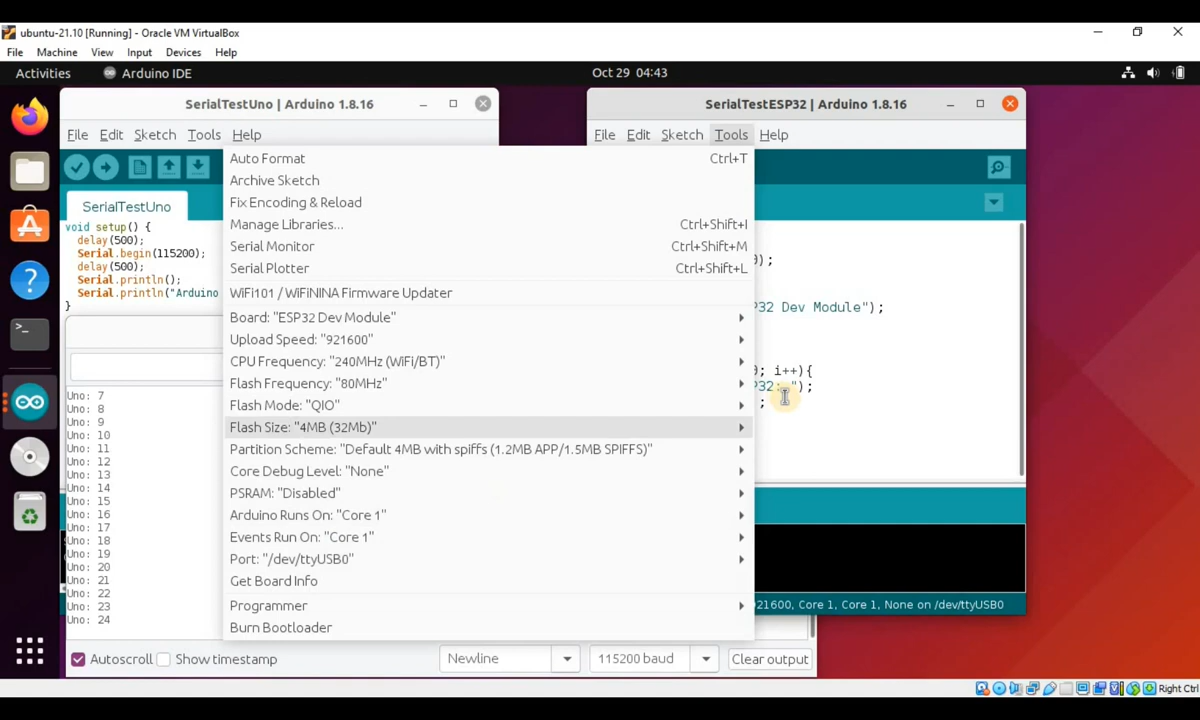 ubuntu-21.10 [Running] - Oracle VM VirtualBox
File Machine View Input Devices Help
Activities Arduino IDE Oct 29 04:43
SerialTestUno | Arduino 1.8.16
File Edit Sketch Tools Help
SerialTestESP32 | Arduino 1.8.16
File Edit Sketch Tools Help
SerialTestUno
void setup() {
delay(500);
Serial.begin(115200);
delay(500);
Serial.println();
Serial.println("Arduino
}
Auto Format Ctrl+T
Archive Sketch
Fix Encoding & Reload
Manage Libraries... Ctrl+Shift+I
Serial Monitor Ctrl+Shift+M
Serial Plotter Ctrl+Shift+L
WiFi101 / WiFiNINA Firmware Updater
Board: "ESP32 Dev Module"
Upload Speed: "921600"
CPU Frequency: "240MHz (WiFi/BT)"
Flash Frequency: "80MHz"
Flash Mode: "QIO"
Flash Size: "4MB (32Mb)"
Partition Scheme: "Default 4MB with spiffs (1.2MB APP/1.5MB SPIFFS)"
Core Debug Level: "None"
PSRAM: "Disabled"
Arduino Runs On: "Core 1"
Events Run On: "Core 1"
Port: "/dev/ttyUSB0"
Get Board Info
Programmer
Burn Bootloader
);
32 Dev Module");
; i++){
32: ");
;
21600, Core 1, Core 1, None on /dev/ttyUSB0
Uno: 7
Uno: 8
Uno: 9
Uno: 10
Uno: 11
Uno: 12
Uno: 13
Uno: 14
Uno: 15
Uno: 16
Uno: 17
Uno: 18
Uno: 19
Uno: 20
Uno: 21
Uno: 22
Uno: 23
Uno: 24
Autoscroll Show timestamp Newline 115200 baud Clear output
Right Ctrl